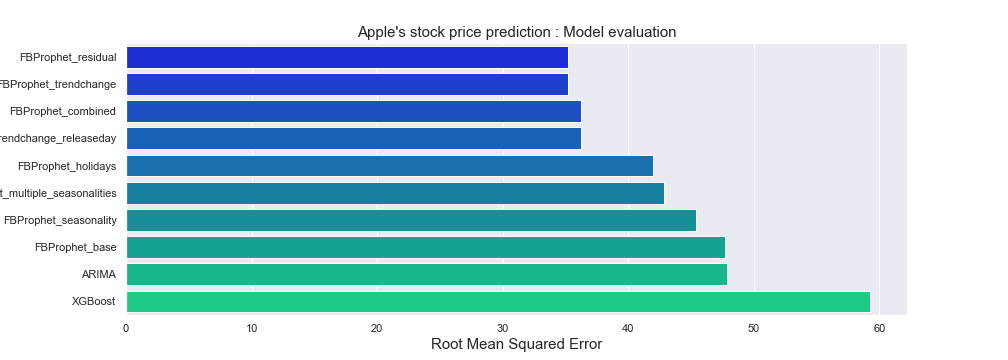 Apple's stock price prediction : Model evaluation
FBProphet_residual
FBProphet_trendchange
FBProphet_combined
rendchange_releaseday
FBProphet_holidays
t_multiple_seasonalities
FBProphet_seasonality
FBProphet_base
ARIMA
XGBoost
0 10 20 30 40 50 60
Root Mean Squared Error